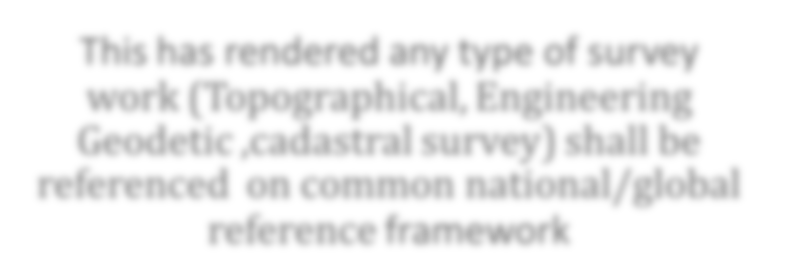 This has rendered any type of survey
work (Topographical, Engineering
Geodetic ,cadastral survey) shall be
referenced  on common national/global
reference framework